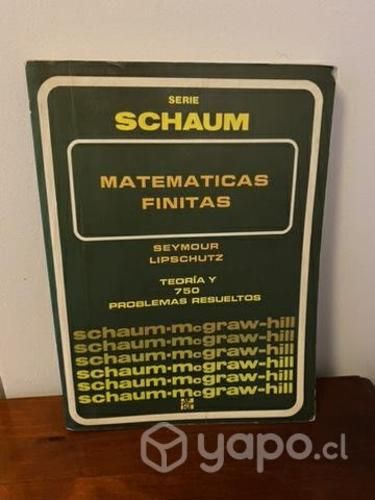 SERIE
SCHAUM
MATEMATICAS
FINITAS
SEYMOUR
LIPSCHUTZ
TEORÍA Y
750
PROBLEMAS RESUELTOS
schaum·mcgraw-hill
schaum·mcgraw-hill
schaum·mcgraw-hill
schaum·mcgraw-hill
schaum·mcgraw-hill
schaum·mcgraw-hill
yapo.cl